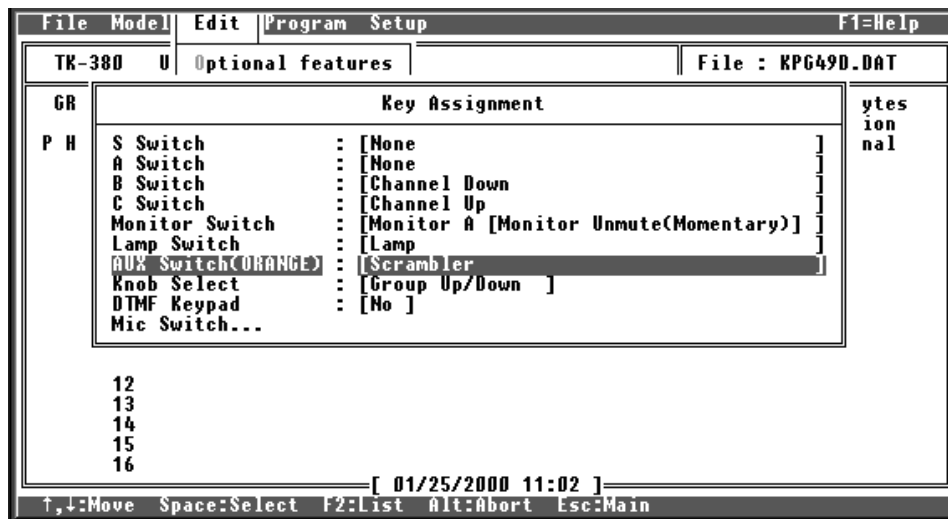 File Model Edit Program Setup F1=Help
TK-380 U Optional features File : KPG49D.DAT
GR Key Assignment ytes
ion
P H S Switch : [None ] nal
A Switch : [None ]
B Switch : [Channel Down ]
C Switch : [Channel Up ]
Monitor Switch : [Monitor A [Monitor Unmute(Momentary)] ]
Lamp Switch : [Lamp ]
AUX Switch(ORANGE) : [Scrambler ]
Knob Select : [Group Up/Down ]
DTMF Keypad : [No ]
Mic Switch...
12
13
14
15
16
[ 01/25/2000 11:02 ]
↑,↓:Move Space:Select F2:List Alt:Abort Esc:Main